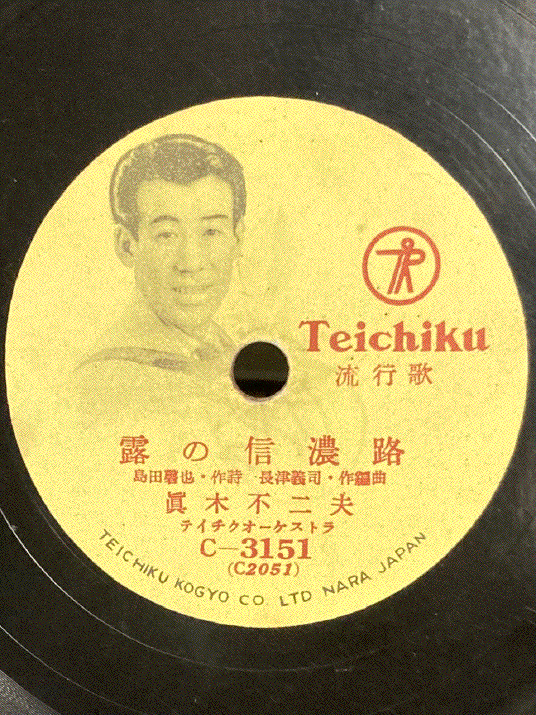 Teichiku
流行歌
露の信濃路
島田磬也・作詩 長津義司・作編曲
眞木不二夫
テイチクオーケストラ
C-3151
(C2051)
TEICHIKU KOGYO CO. LTD NARA JAPAN